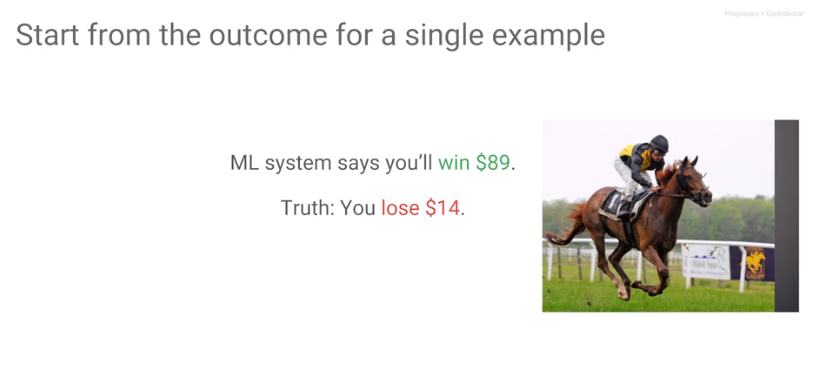 Proprietary + Confidential
Start from the outcome for a single example
ML system says you'll win $89.
Truth: You lose $14.